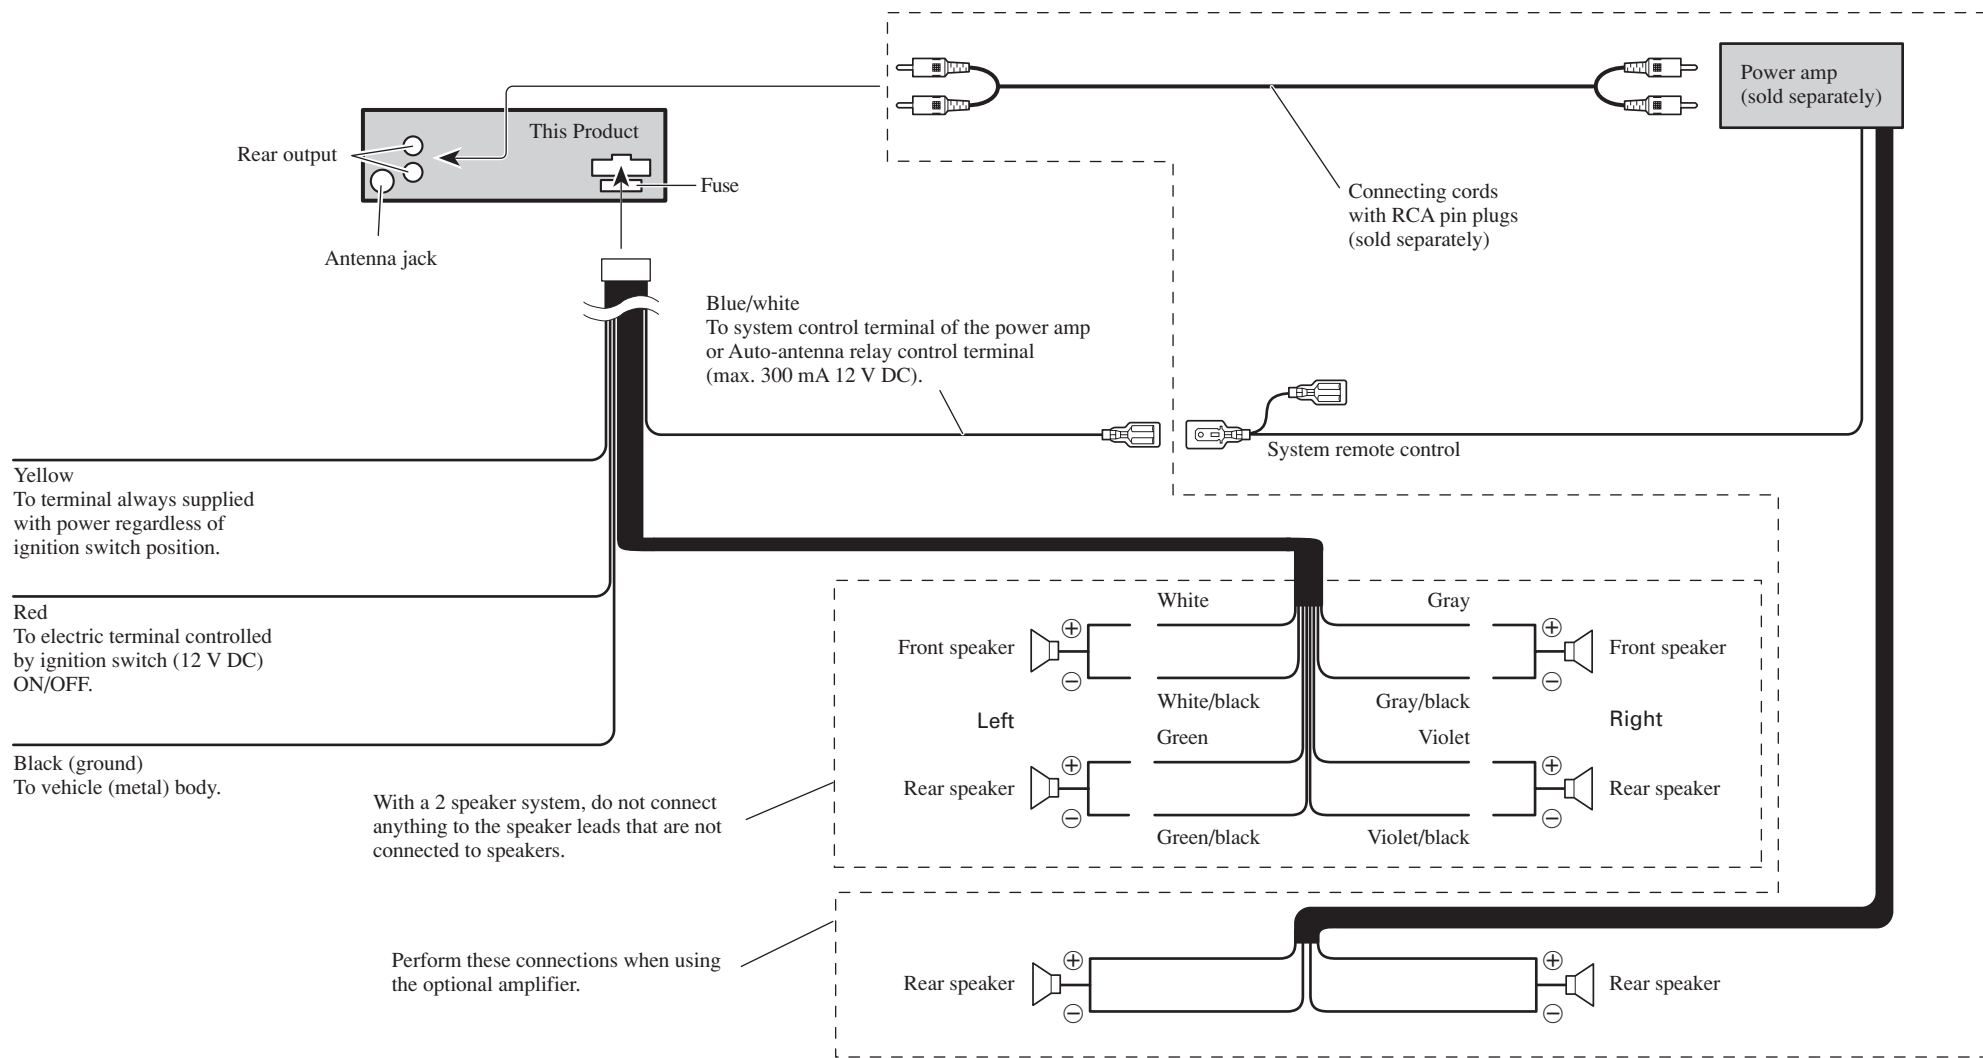 Power amp
(sold separately)
This Product
Rear output
Fuse
Connecting cords
with RCA pin plugs
(sold separately)
Antenna jack
Blue/white
To system control terminal of the power amp
or Auto-antenna relay control terminal
(max. 300 mA 12 V DC).
System remote control
Yellow
To terminal always supplied
with power regardless of
ignition switch position.
Red
To electric terminal controlled
by ignition switch (12 V DC)
ON/OFF.
Black (ground)
To vehicle (metal) body.
White
Gray
+
+
Front speaker
Front speaker
−
−
White/black
Gray/black
Left
Right
Green
Violet
+
+
Rear speaker
Rear speaker
−
−
Green/black
Violet/black
With a 2 speaker system, do not connect
anything to the speaker leads that are not
connected to speakers.
Perform these connections when using
the optional amplifier.
+
+
Rear speaker
Rear speaker
−
−